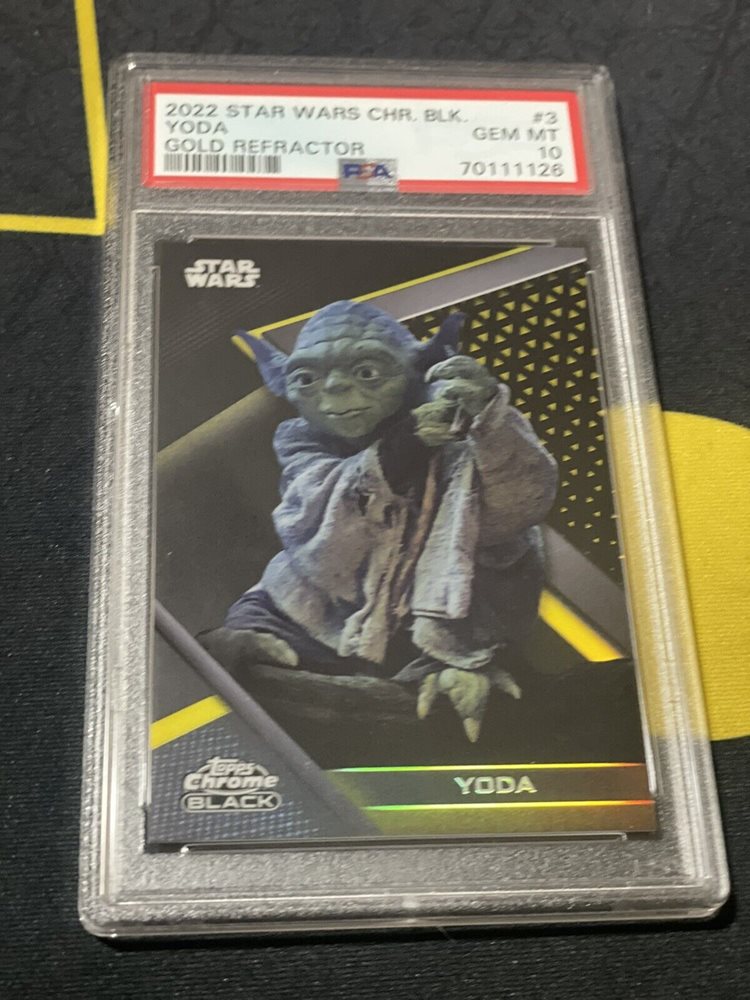 2022 STAR WARS CHR. BLK. #3
YODA GEM MT
GOLD REFRACTOR 10
PSA 70111126
STAR WARS
Topps
Chrome
BLACK
YODA